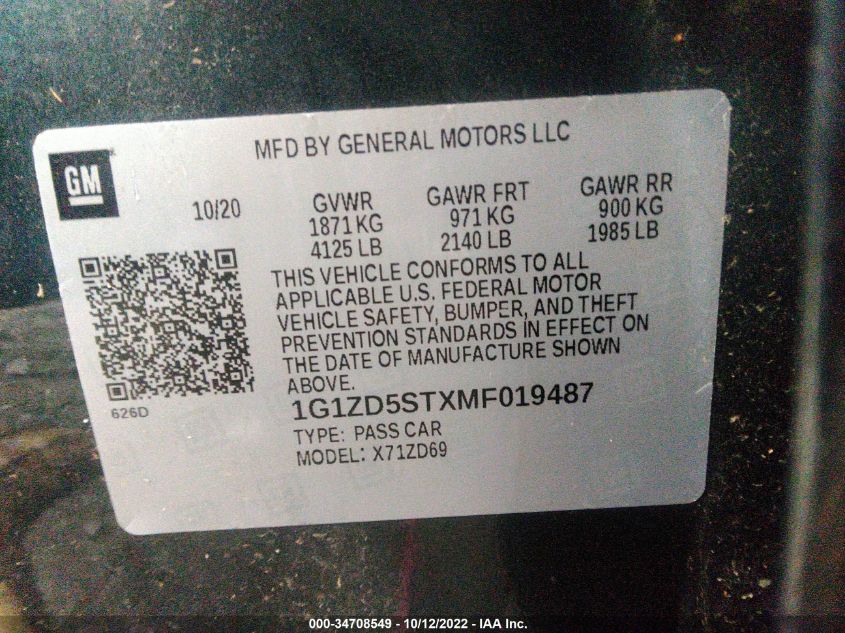 MFD BY GENERAL MOTORS LLC
GM
10/20
GVWR
1871 KG
4125 LB
GAWR FRT
971 KG
2140 LB
GAWR RR
900 KG
1985 LB
THIS VEHICLE CONFORMS TO ALL
APPLICABLE U.S. FEDERAL MOTOR
VEHICLE SAFETY, BUMPER, AND THEFT
PREVENTION STANDARDS IN EFFECT ON
THE DATE OF MANUFACTURE SHOWN
ABOVE.
626D
1G1ZD5STXMF019487
TYPE: PASS CAR
MODEL: X71ZD69
000-34708549 - 10/12/2022 - IAA Inc.